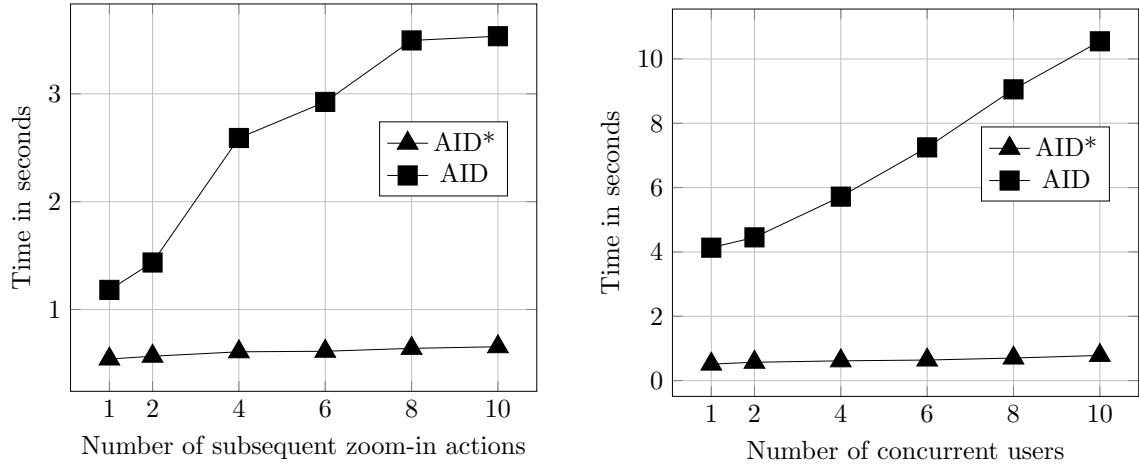 3
2
1
Time in seconds
AID*
AID
1 2 4 6 8 10
Number of subsequent zoom-in actions
10
8
6
4
2
0
Time in seconds
AID*
AID
1 2 4 6 8 10
Number of concurrent users